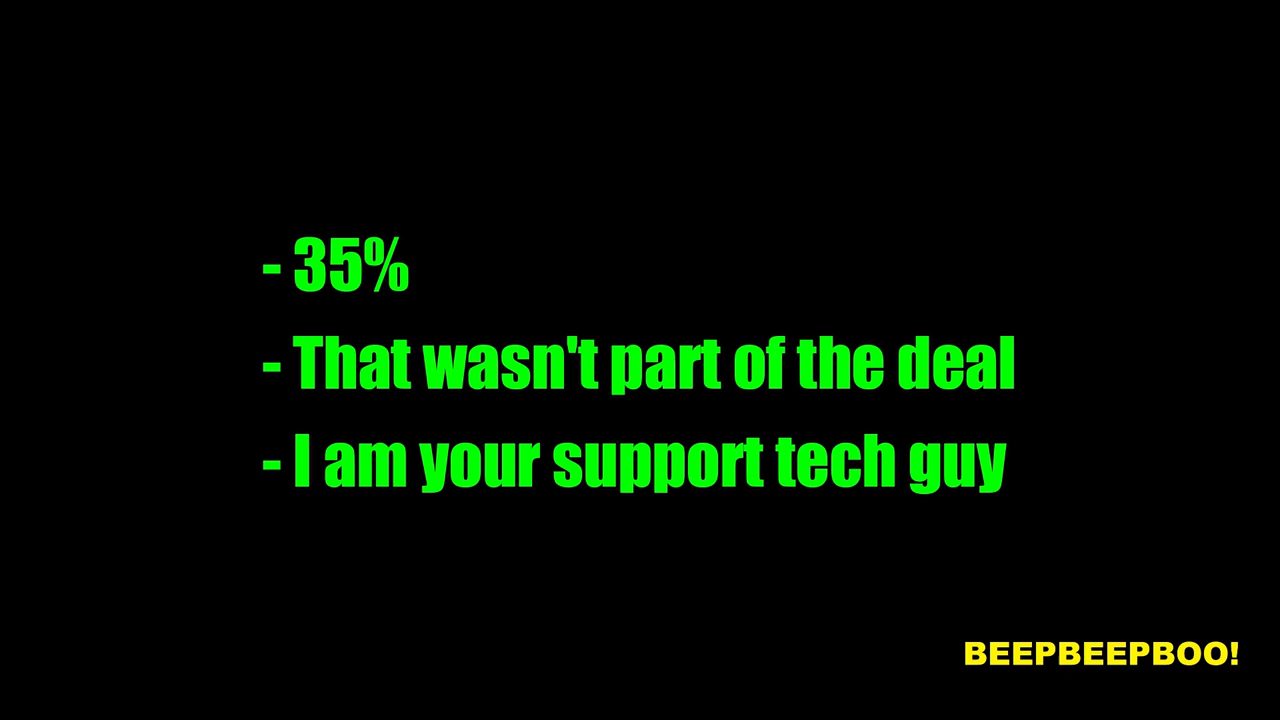 - 35%
- That wasn't part of the deal
- I am your support tech guy
BEEPBEEPBOO!